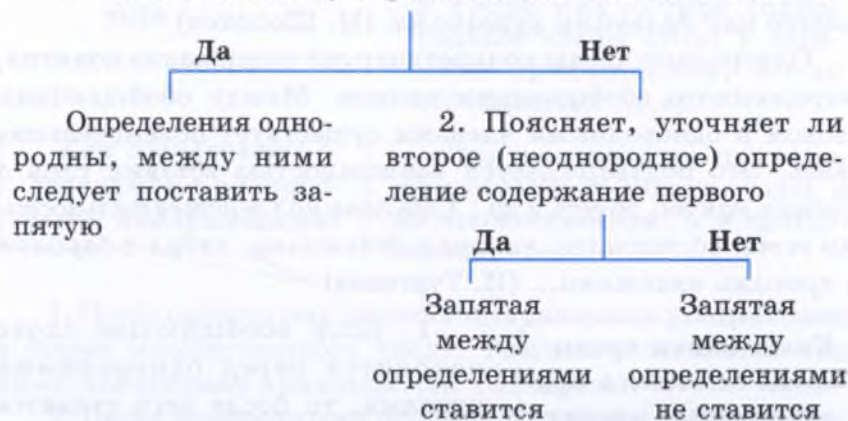 Да
Нет
Определения одно-
родны, между ними
следует поставить за-
пятую
2. Поясняет, уточняет ли
второе (неоднородное) опреде-
ление содержание первого
Да
Нет
Запятая
между
определениями
ставится
Запятая
между
определениями
не ставится